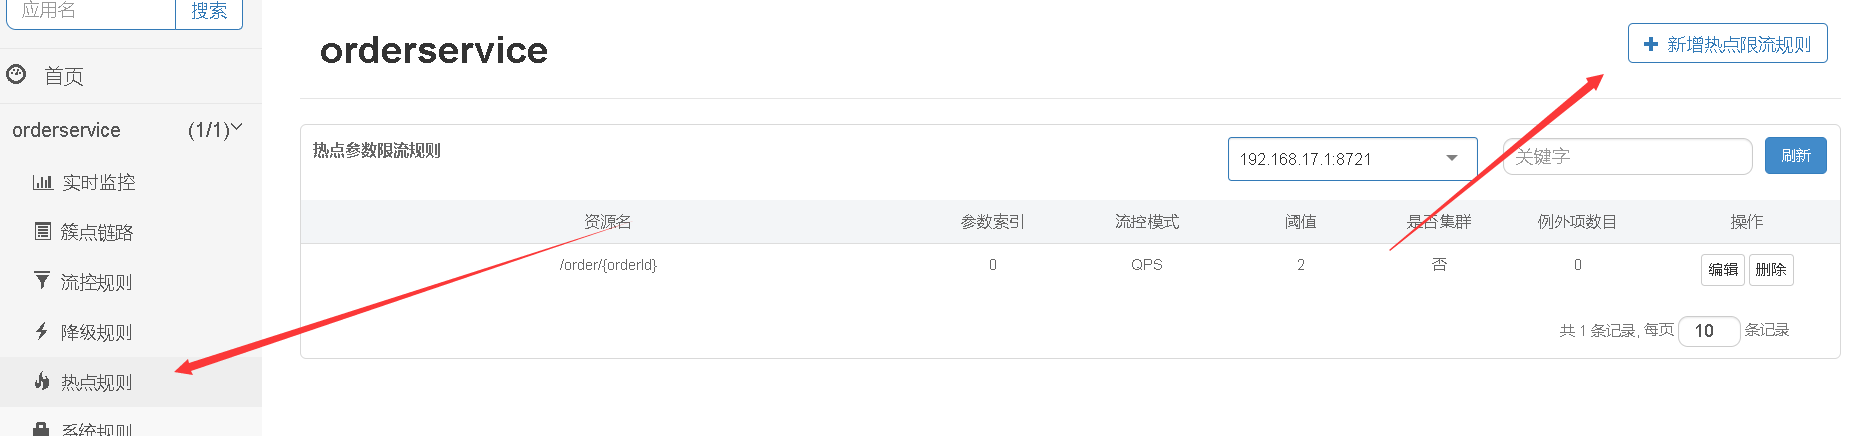 应用名 搜索
首页
orderservice (1/1)
实时监控
簇点链路
流控规则
降级规则
热点规则
系统规则
orderservice
新增热点限流规则
热点参数限流规则
192.168.17.1:8721
关键字
刷新
资源名 参数索引 流控模式 阈值 是否集群 例外项数目 操作
/order/{orderId} 0 QPS 2 否 0 编辑 删除
共 1 条记录, 每页 10 条记录